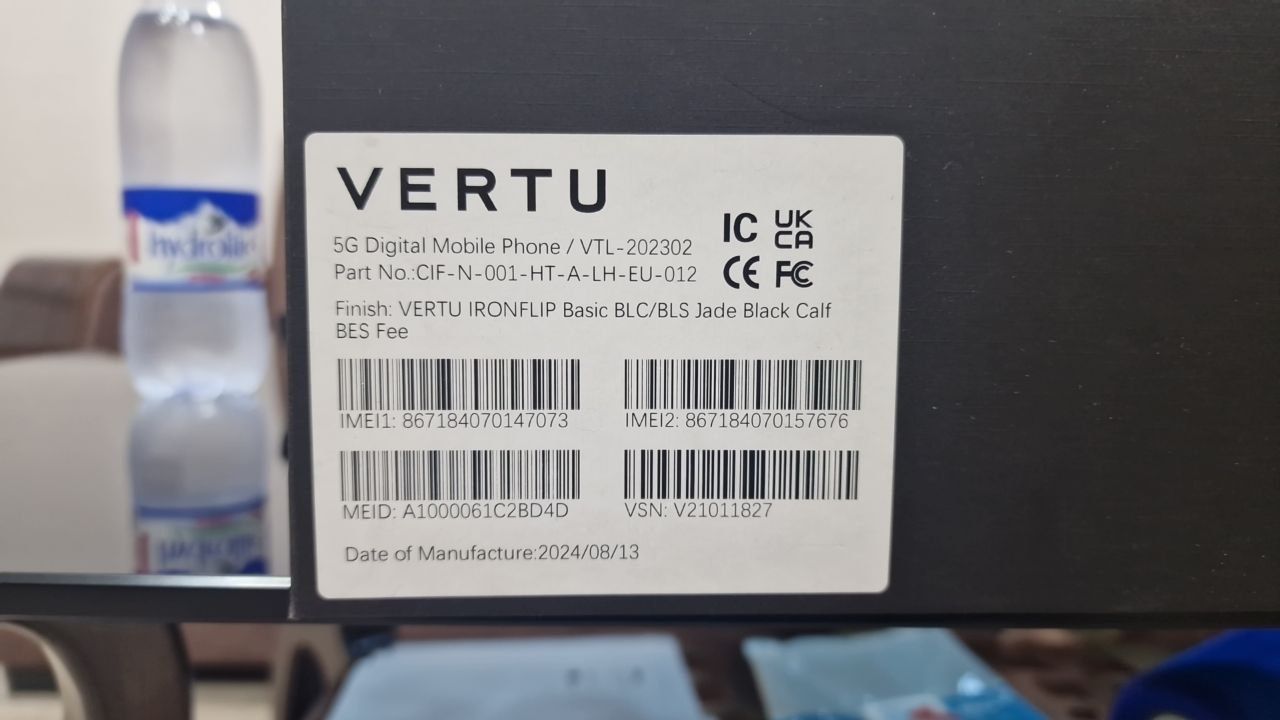 VERTU
5G Digital Mobile Phone / VTL-202302
Part No.:CIF-N-001-HT-A-LH-EU-012
IC UK CA
CE FC
Finish: VERTU IRONFLIP Basic BLC/BLS Jade Black Calf
BES Fee
IMEI1: 867184070147073
IMEI2: 867184070157676
MEID: A1000061C2BD4D
VSN: V21011827
Date of Manufacture:2024/08/13